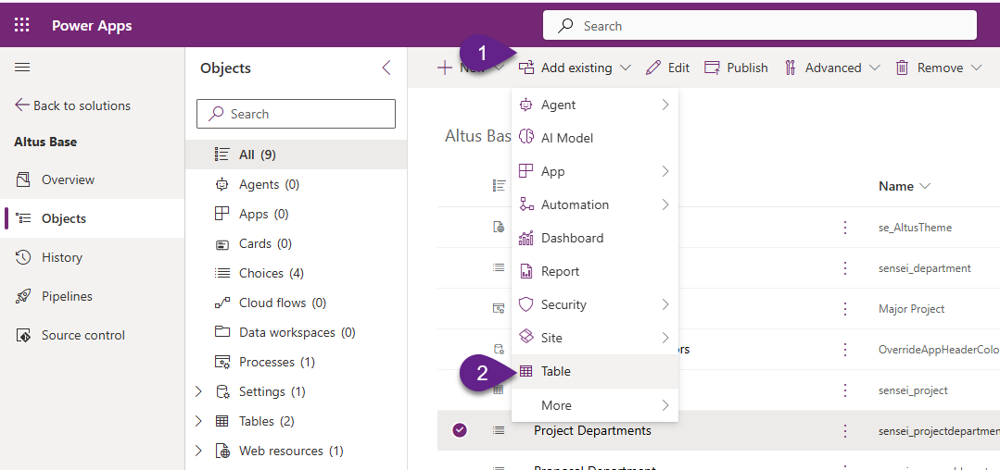 Power Apps
Search
Back to solutions
Altus Base
Overview
Objects
History
Pipelines
Source control
Objects
Search
All (9)
Agents (0)
Apps (0)
Cards (0)
Choices (4)
Cloud flows (0)
Data workspaces (0)
Processes (1)
Settings (1)
Tables (2)
Web resources (1)
1
Add existing
Edit
Publish
Advanced
Remove
Agent
AI Model
App
Automation
Dashboard
Report
Security
Site
2
Table
More
Altus Bas
Name
se_AltusTheme
sensei_department
Major Project
ors
OverrideAppHeaderColo
sensei_project
Project Departments
sensei_projectdepartmen